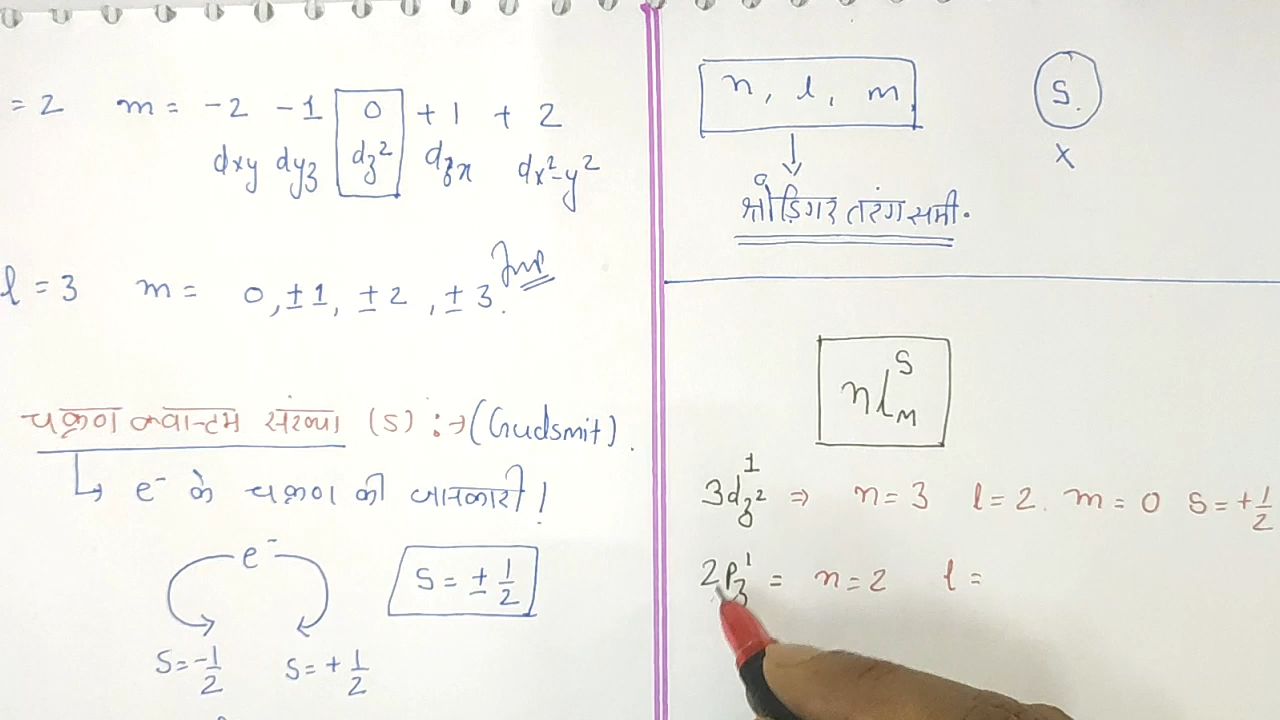 = 2 m = -2 -1 0 +1 + 2
dxy dyz dz² dzx dx²-y²
l = 3 m = 0, ±1, ±2, ±3. Imp
चक्रण क्वान्टम संख्या (S) :→ (Gudsmit).
↳ e⁻ के चक्रण की जानकारी!
e⁻
S = ± 1/2
S = -1/2 S = + 1/2
n, l, m
S.
↓ x
श्रोडिंगर तरंग समी.
nl_M^S
3dz²¹ ⇒ n = 3 l = 2. m = 0 S = + 1/2
2Pz¹ = n = 2 l =